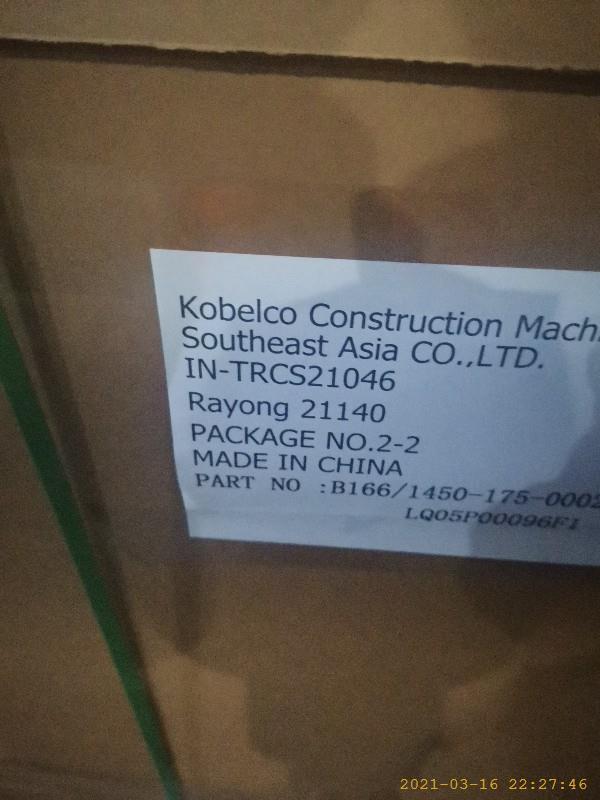 Kobelco Construction Mach
Southeast Asia CO.,LTD.
IN-TRCS21046
Rayong 21140
PACKAGE NO.2-2
MADE IN CHINA
PART NO :B166/1450-175-0002
LQ05P00096F1
2021-03-16 22:27:46